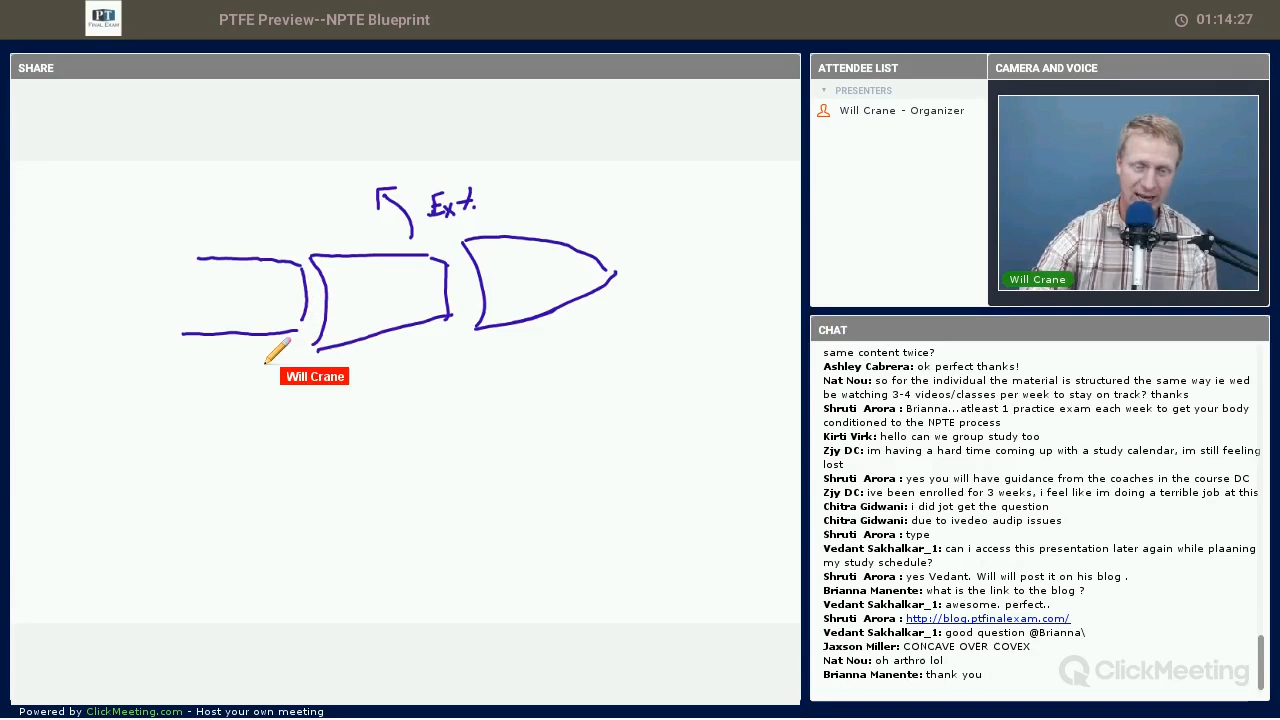 PT
FINAL EXAM
PTFE Preview--NPTE Blueprint
01:14:27
SHARE
Ext.
Will Crane
ATTENDEE LIST
PRESENTERS
Will Crane - Organizer
CAMERA AND VOICE
Will Crane
CHAT
same content twice?
Ashley Cabrera: ok perfect thanks!
Nat Nou: so for the individual the material is structured the same way ie wed
be watching 3-4 videos/classes per week to stay on track? thanks
Shruti Arora : Brianna...atleast 1 practice exam each week to get your body
conditioned to the NPTE process
Kirti Virk: hello can we group study too
Zjy DC: im having a hard time coming up with a study calendar, im still feeling
lost
Shruti Arora : yes you will have guidance from the coaches in the course DC
Zjy DC: ive been enrolled for 3 weeks, i feel like im doing a terrible job at this
Chitra Gidwani: i did jot get the question
Chitra Gidwani: due to ivedeo audip issues
Shruti Arora : type
Vedant Sakhalkar_1: can i access this presentation later again while plaaning
my study schedule?
Shruti Arora : yes Vedant. Will will post it on his blog .
Brianna Manente: what is the link to the blog ?
Vedant Sakhalkar_1: awesome. perfect..
Shruti Arora : http://blog.ptfinalexam.com/
Vedant Sakhalkar_1: good question @Brianna\
Jaxson Miller: CONCAVE OVER COVEX
Nat Nou: oh arthro lol
Brianna Manente: thank you
ClickMeeting
Powered by ClickMeeting.com - Host your own meeting